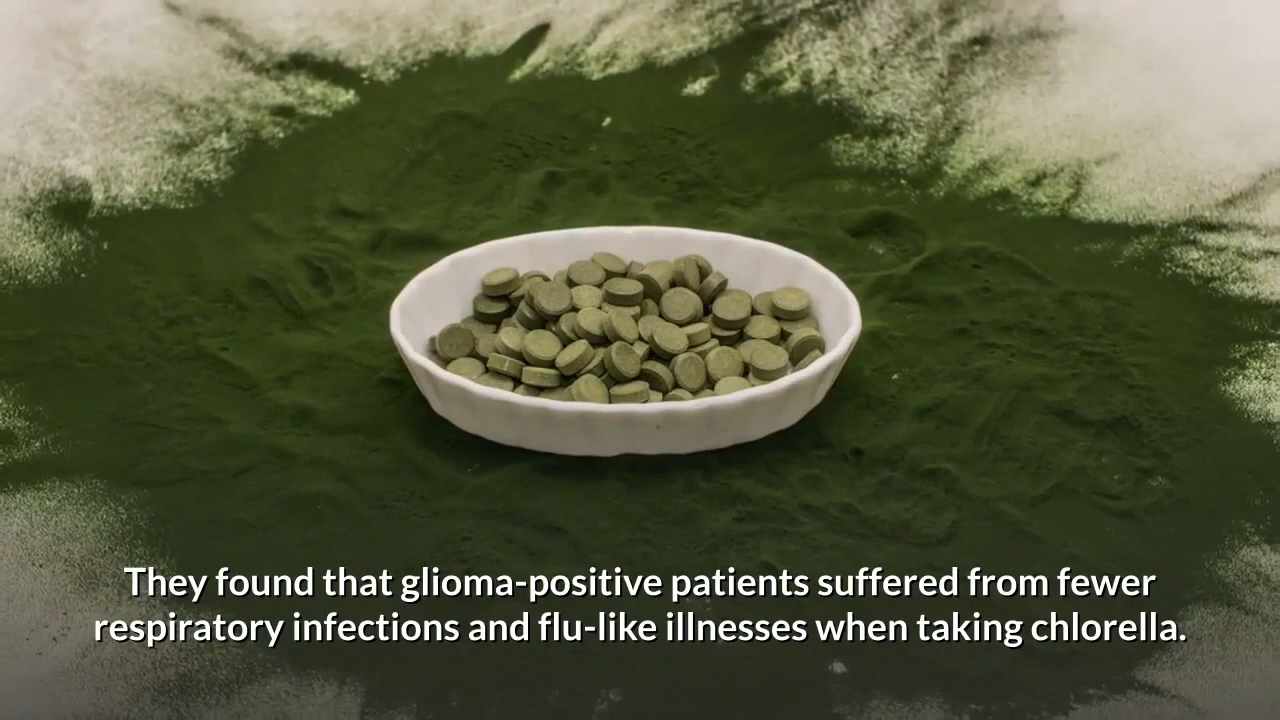 They found that glioma-positive patients suffered from fewer
respiratory infections and flu-like illnesses when taking chlorella.